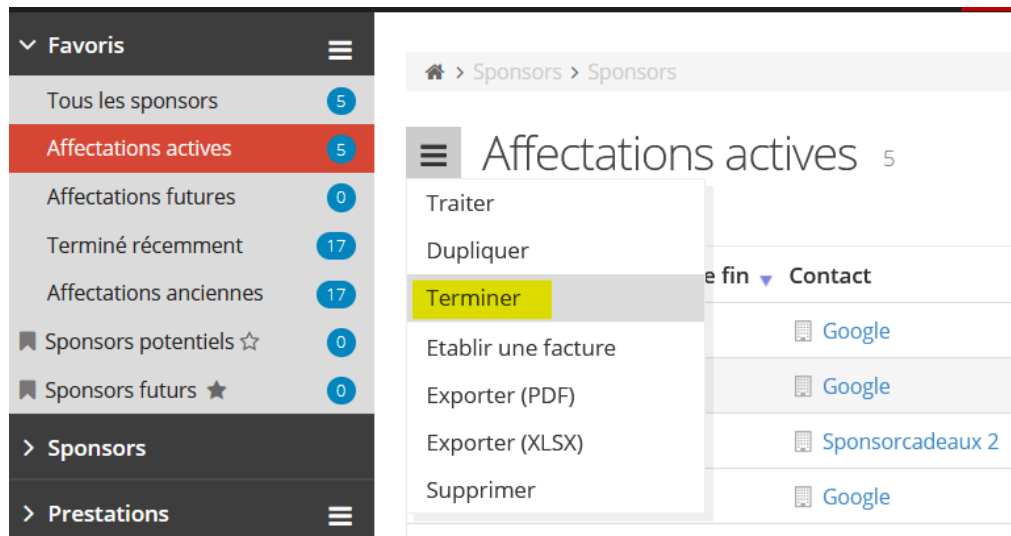 Favoris
Tous les sponsors 5
Affectations actives 5
Affectations futures 0
Terminé récemment 17
Affectations anciennes 17
Sponsors potentiels 0
Sponsors futurs 0
Sponsors
Prestations
> Sponsors > Sponsors
Affectations actives 5
Traiter
Dupliquer
Terminer
Etablir une facture
Exporter (PDF)
Exporter (XLSX)
Supprimer
e fin Contact
Google
Google
Sponsorcadeaux 2
Google